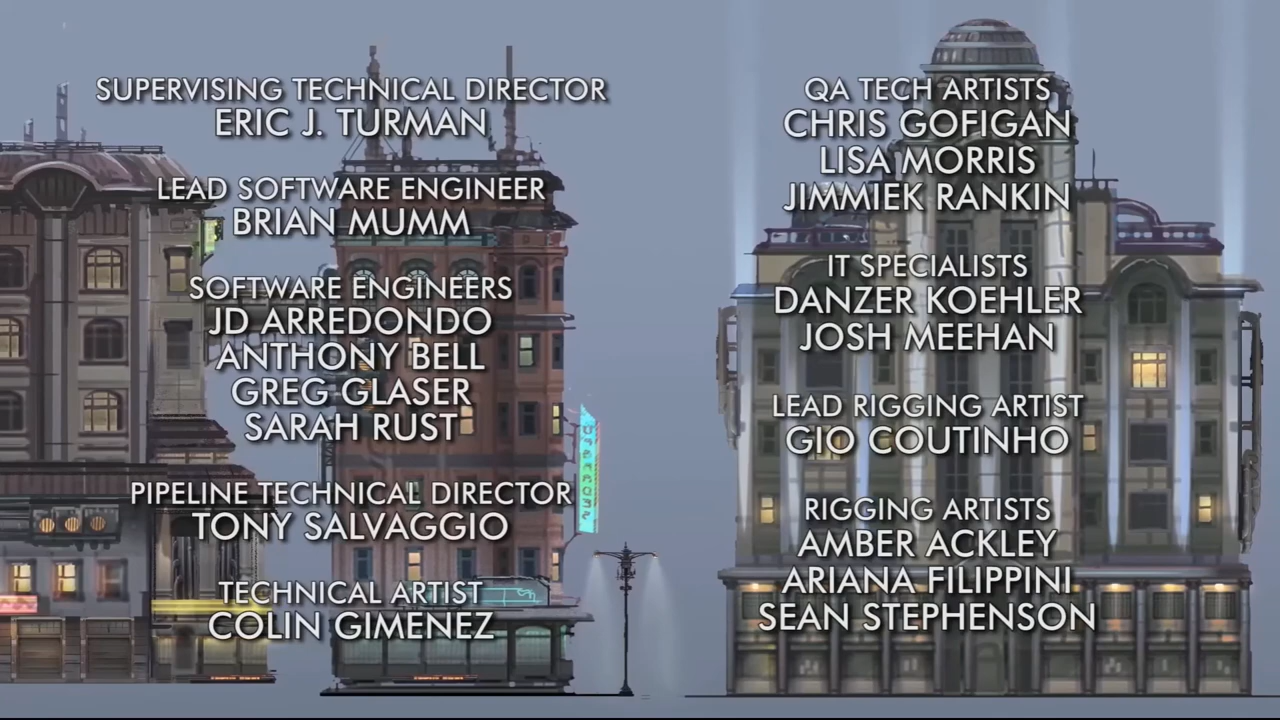 SUPERVISING TECHNICAL DIRECTOR
ERIC J. TURMAN
LEAD SOFTWARE ENGINEER
BRIAN MUMM
SOFTWARE ENGINEERS
JD ARREDONDO
ANTHONY BELL
GREG GLASER
SARAH RUST
PIPELINE TECHNICAL DIRECTOR
TONY SALVAGGIO
TECHNICAL ARTIST
COLIN GIMENEZ
QA TECH ARTISTS
CHRIS GOFIGAN
LISA MORRIS
JIMMIEK RANKIN
IT SPECIALISTS
DANZER KOEHLER
JOSH MEEHAN
LEAD RIGGING ARTIST
GIO COUTINHO
RIGGING ARTISTS
AMBER ACKLEY
ARIANA FILIPPINI
SEAN STEPHENSON